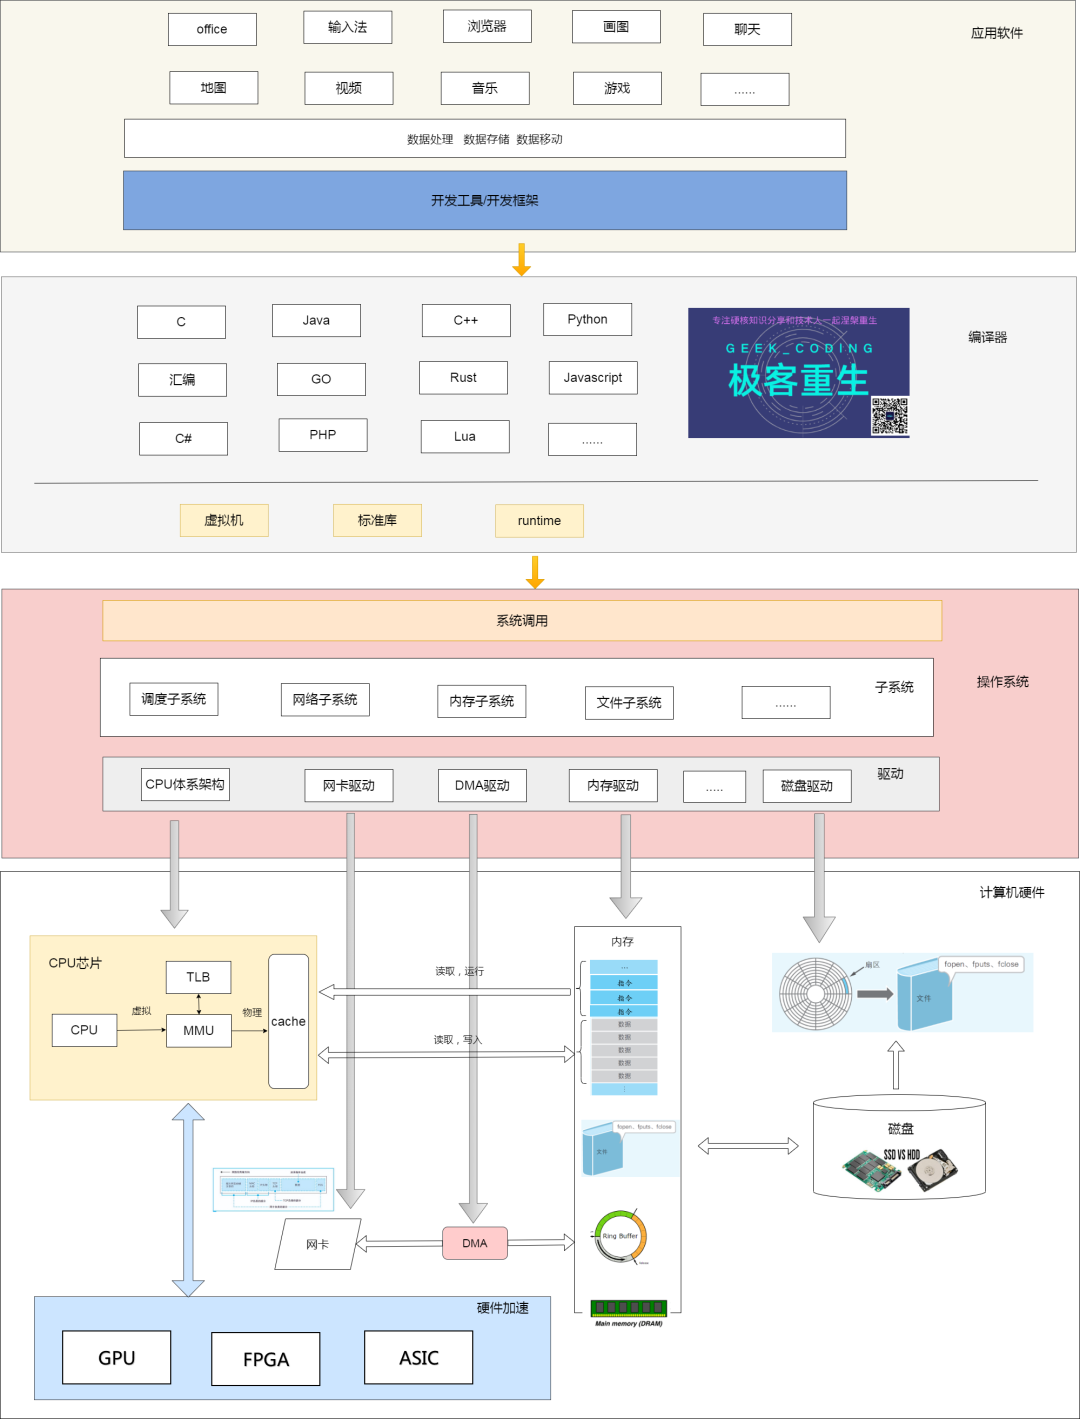 office
输入法
浏览器
画图
聊天
应用软件
地图
视频
音乐
游戏
......
数据处理 数据存储 数据移动
开发工具/开发框架
C
Java
C++
Python
专注硬核知识分享和技术人一起涅槃重生
GEEK_CODING
极客重生
编译器
汇编
GO
Rust
Javascript
C#
PHP
Lua
......
虚拟机
标准库
runtime
系统调用
操作系统
调度子系统
网络子系统
内存子系统
文件子系统
......
子系统
CPU体系架构
网卡驱动
DMA驱动
内存驱动
.....
磁盘驱动
驱动
计算机硬件
CPU芯片
TLB
CPU
虚拟
MMU
物理
cache
读取，运行
读取，写入
内存
...
指令
指令
指令
数据
数据
数据
数据
数据
扇区
fopen、fputs、fclose
文件
fopen、fputs、fclose
文件
磁盘
SSD VS HDD
网卡
DMA
Ring Buffer
Main memory (DRAM)
硬件加速
GPU
FPGA
ASIC